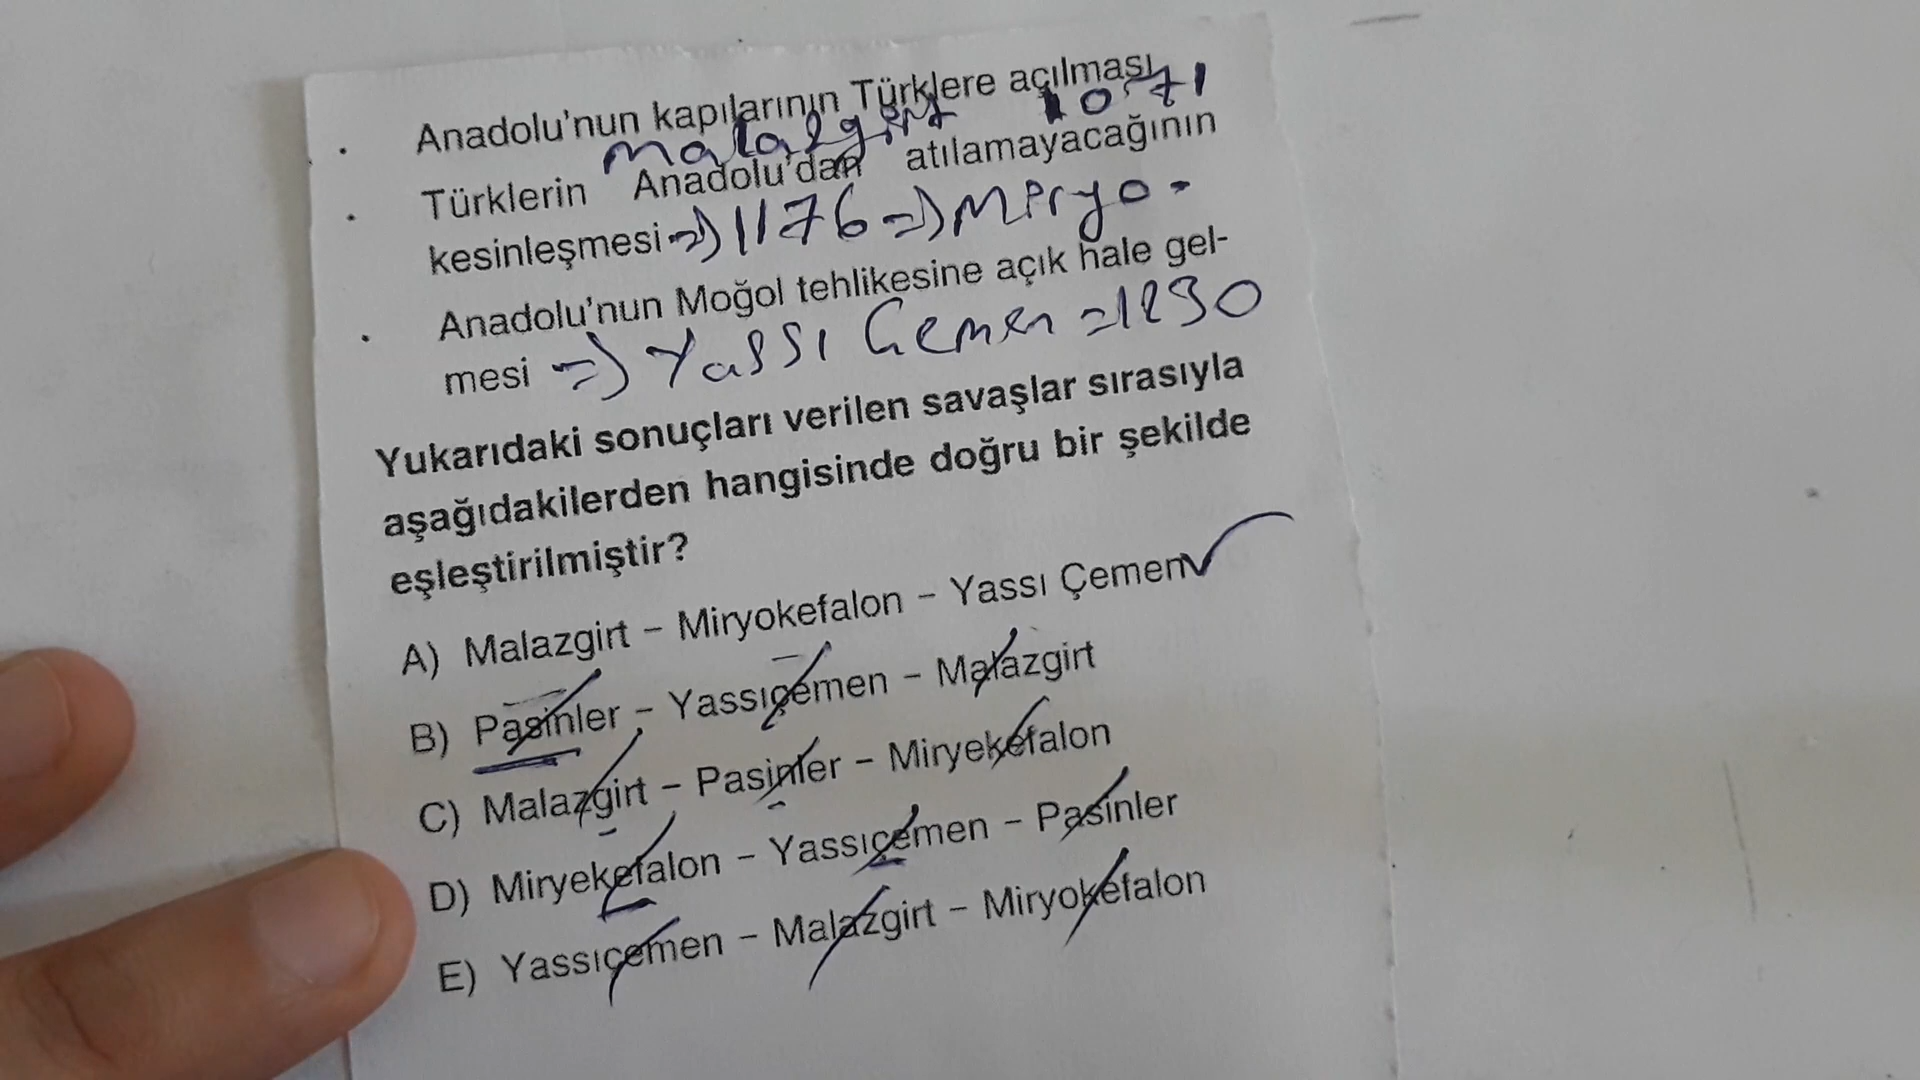 • Anadolu'nun kapılarının Türklere açılması
malazgirt 1071
• Türklerin Anadolu'dan atılamayacağının
kesinleşmesi => 1176 => Miryo -
• Anadolu'nun Moğol tehlikesine açık hale gel-
mesi => Yassı Çemen = 1230
Yukarıdaki sonuçları verilen savaşlar sırasıyla
aşağıdakilerden hangisinde doğru bir şekilde
eşleştirilmiştir?
A) Malazgirt – Miryokefalon – Yassı Çemen ✓
B) Pasinler – Yassıçemen – Malazgirt
C) Malazgirt – Pasinler – Miryekefalon
D) Miryekefalon – Yassıçemen – Pasinler
E) Yassıçemen – Malazgirt – Miryokefalon